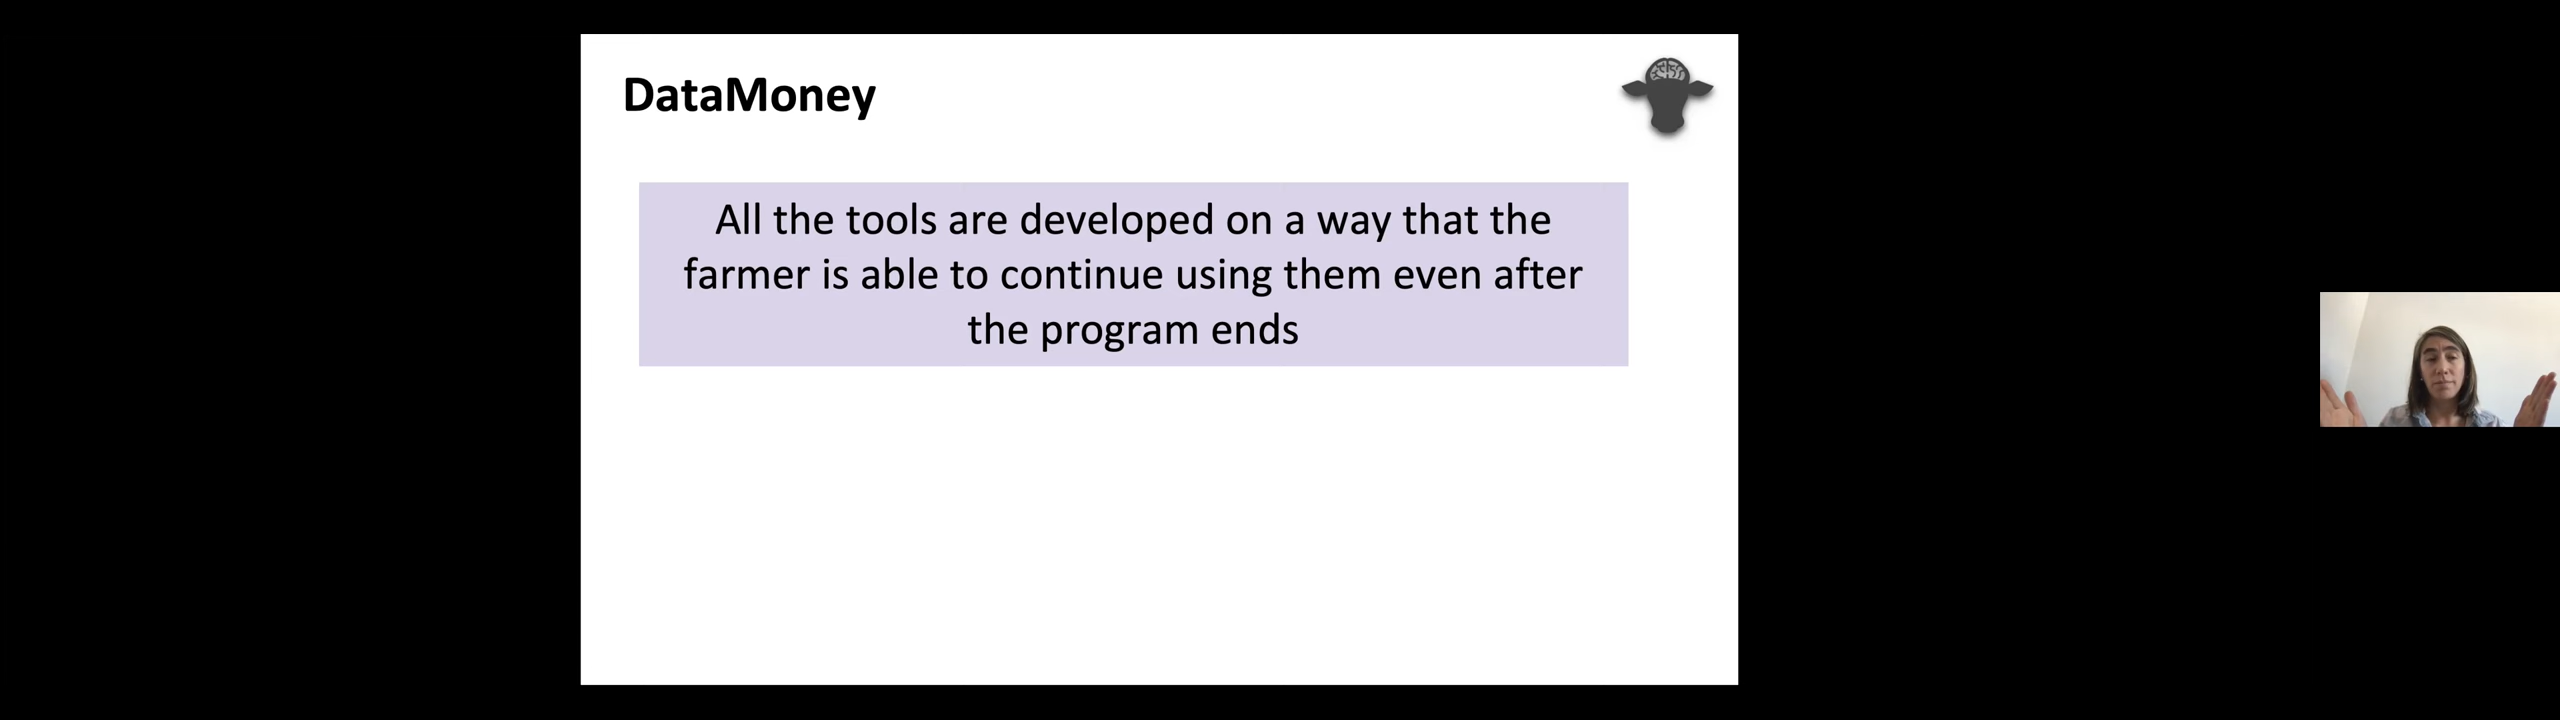 DataMoney
All the tools are developed on a way that the
farmer is able to continue using them even after
the program ends